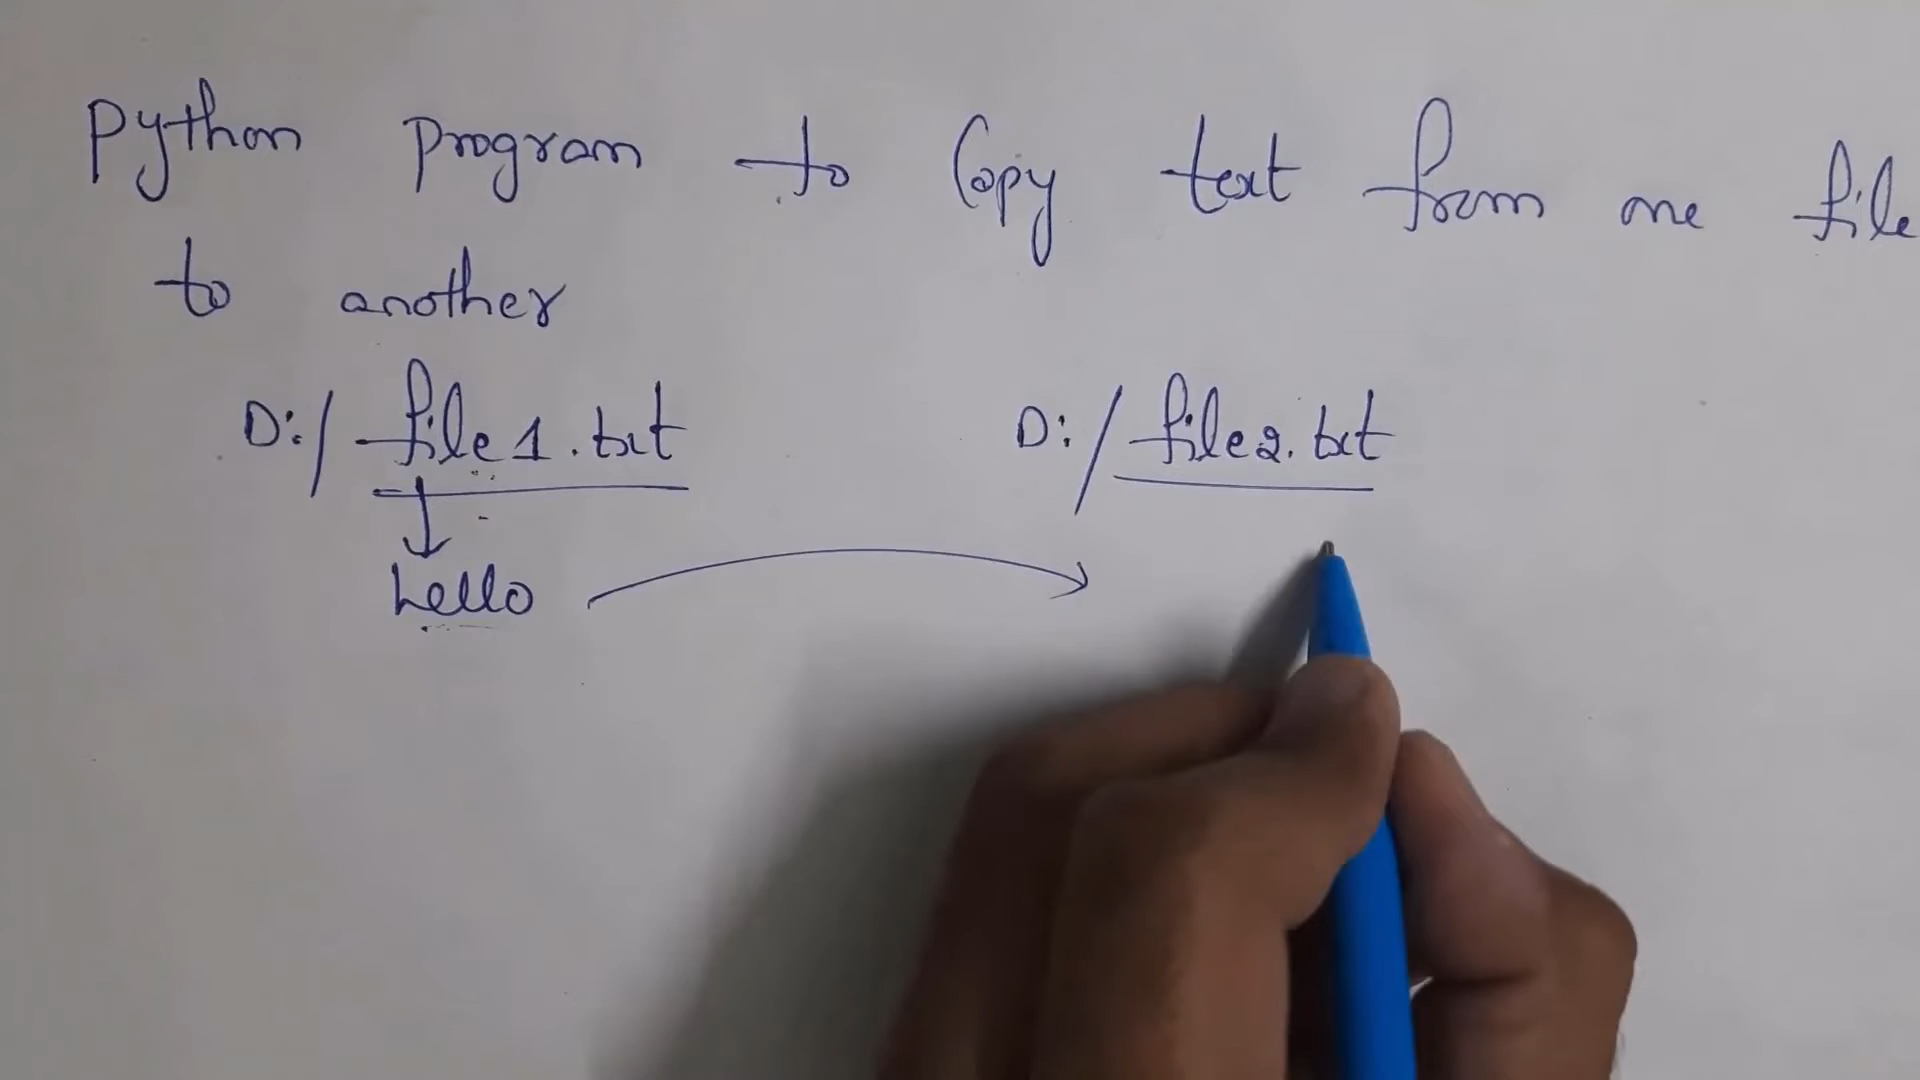 Python program to Copy text from one file
to another
D:/ file1.txt D:/ file2.txt
hello